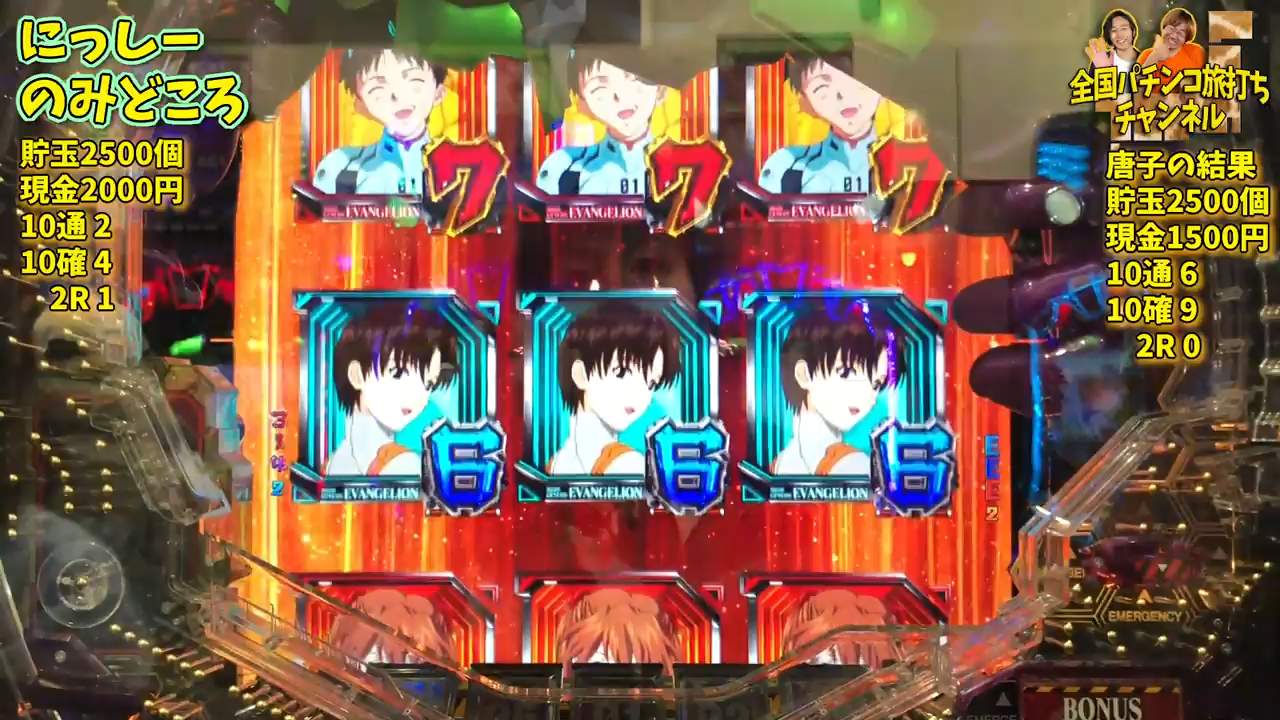 にっしー
のみどころ
貯玉2500個
現金2000円
10通 2
10確 4
2R 1
全国パチンコ旅打ち
チャンネル
唐子の結果
貯玉2500個
現金1500円
10通 6
10確 9
2R 0
01 01 01
7 7 7
EVANGELION EVANGELION EVANGELION
6 6 6
EVANGELION EVANGELION EVANGELION
EMERGENCY
BONUS